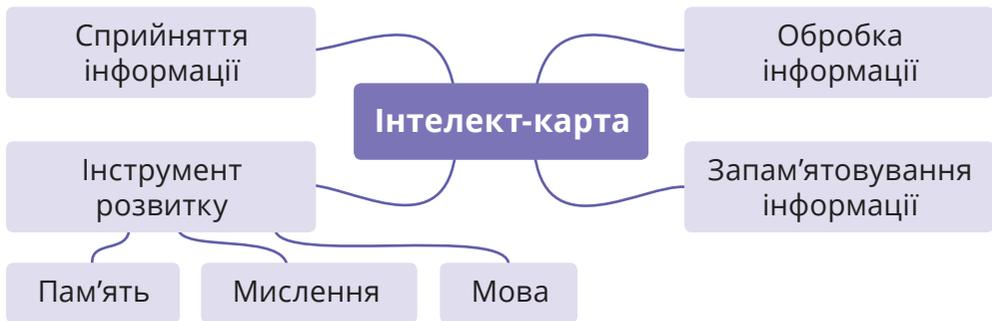 Сприйняття
інформації
Обробка
інформації
Інтелект-карта
Інструмент
розвитку
Запам’ятовування
інформації
Пам’ять
Мислення
Мова